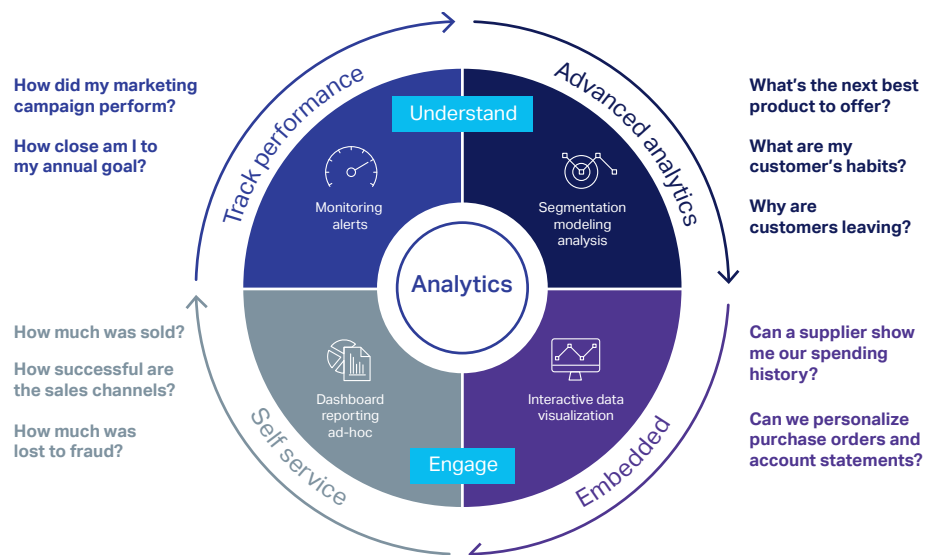 How did my marketing
campaign perform?
How close am I to
my annual goal?
Track performance
Understand
Monitoring
alerts
Advanced analytics
Segmentation
modeling
analysis
What's the next best
product to offer?
What are my
customer's habits?
Why are
customers leaving?
Analytics
How much was sold?
How successful are
the sales channels?
How much was
lost to fraud?
Self service
Dashboard
reporting
ad-hoc
Engage
Interactive data
visualization
Embedded
Can a supplier show
me our spending
history?
Can we personalize
purchase orders and
account statements?